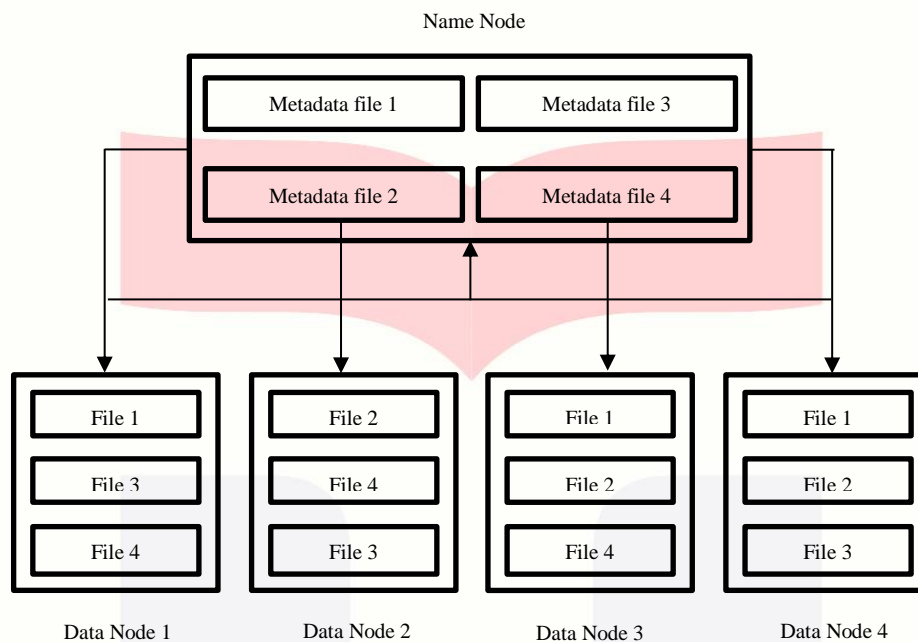 Name Node
Metadata file 1
Metadata file 3
Metadata file 2
Metadata file 4
File 1
File 3
File 4
File 2
File 4
File 3
File 1
File 2
File 4
File 1
File 2
File 3
Data Node 1
Data Node 2
Data Node 3
Data Node 4